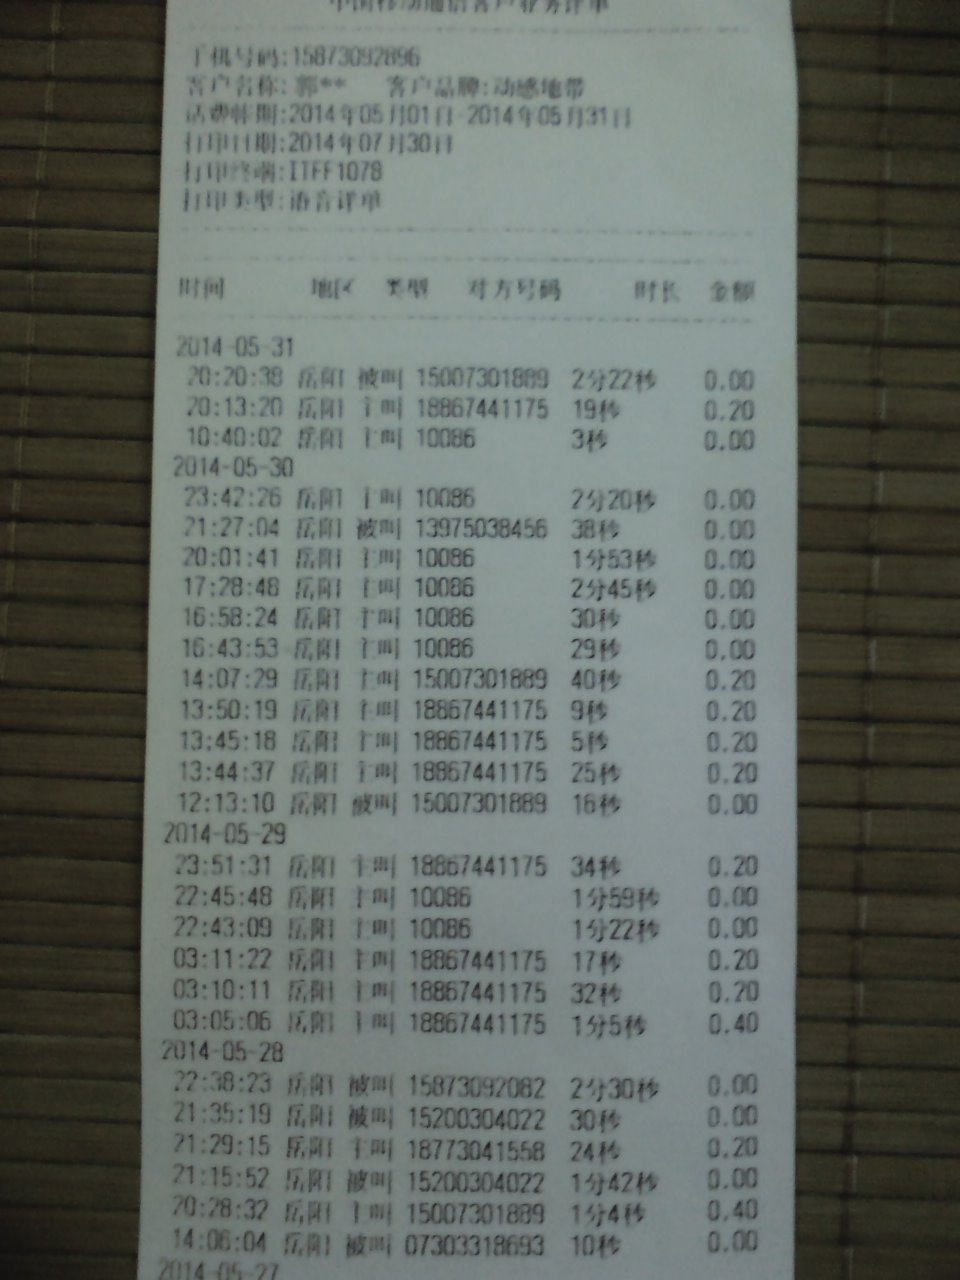 中国移动通信客户业务详单
手机号码:15873092896
客户名称:郭** 客户品牌:动感地带
话费帐期:2014年05月01日-2014年05月31日
打印日期:2014年07月30日
打印终端:ITFF1078
打印类型:语音详单
时间 地区 类型 对方号码 时长 金额
2014-05-31
20:20:38 岳阳 被叫 15007301889 2分22秒 0.00
20:13:20 岳阳 主叫 18867441175 19秒 0.20
10:40:02 岳阳 主叫 10086 3秒 0.00
2014-05-30
23:42:26 岳阳 主叫 10086 2分20秒 0.00
21:27:04 岳阳 被叫 13975038456 38秒 0.00
20:01:41 岳阳 主叫 10086 1分53秒 0.00
17:28:48 岳阳 主叫 10086 2分45秒 0.00
16:58:24 岳阳 主叫 10086 30秒 0.00
16:43:53 岳阳 主叫 10086 29秒 0.00
14:07:29 岳阳 主叫 15007301889 40秒 0.20
13:50:19 岳阳 主叫 18867441175 9秒 0.20
13:45:18 岳阳 主叫 18867441175 5秒 0.20
13:44:37 岳阳 主叫 18867441175 25秒 0.20
12:13:10 岳阳 被叫 15007301889 16秒 0.00
2014-05-29
23:51:31 岳阳 主叫 18867441175 34秒 0.20
22:45:48 岳阳 主叫 10086 1分59秒 0.00
22:43:09 岳阳 主叫 10086 1分22秒 0.00
03:11:22 岳阳 主叫 18867441175 17秒 0.20
03:10:11 岳阳 主叫 18867441175 32秒 0.20
03:05:06 岳阳 主叫 18867441175 1分5秒 0.40
2014-05-28
22:38:23 岳阳 被叫 15873092082 2分30秒 0.00
21:35:19 岳阳 被叫 15200304022 30秒 0.00
21:29:15 岳阳 主叫 18773041558 24秒 0.20
21:15:52 岳阳 被叫 15200304022 1分42秒 0.00
20:28:32 岳阳 主叫 15007301889 1分4秒 0.40
14:06:04 岳阳 被叫 07303318693 10秒 0.00
2014-05-27